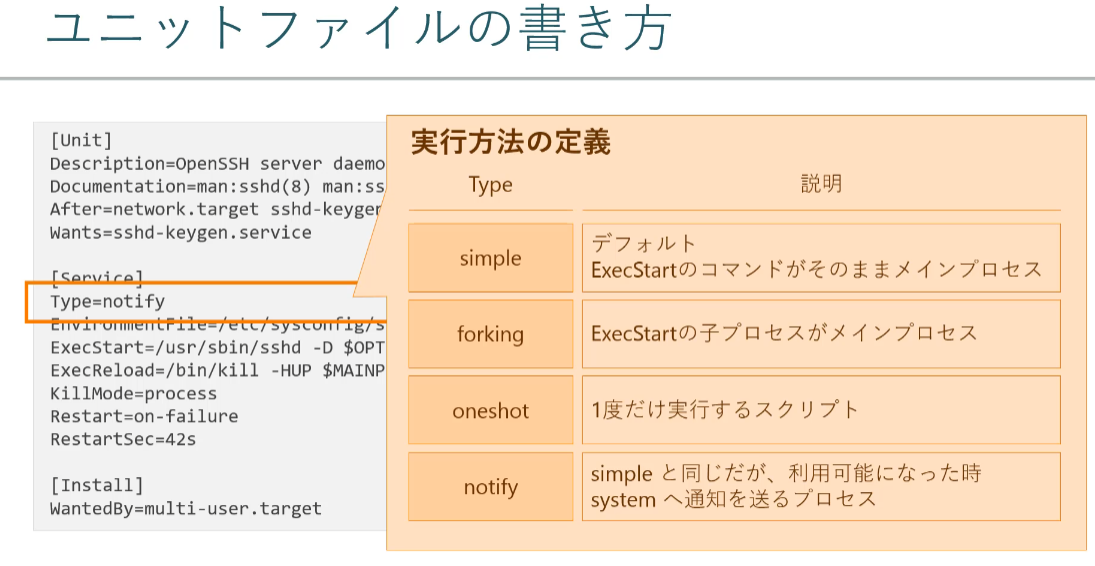 ユニットファイルの書き方
[Unit]
Description=OpenSSH server daemo
Documentation=man:sshd(8) man:ss
After=network.target sshd-keygen
Wants=sshd-keygen.service
[Service]
Type=notify
EnvironmentFile=/etc/sysconfig/s
ExecStart=/usr/sbin/sshd -D $OPT
ExecReload=/bin/kill -HUP $MAINP
KillMode=process
Restart=on-failure
RestartSec=42s
[Install]
WantedBy=multi-user.target
実行方法の定義
Type 説明
simple デフォルト
ExecStartのコマンドがそのままメインプロセス
forking ExecStartの子プロセスがメインプロセス
oneshot 1度だけ実行するスクリプト
notify simple と同じだが、利用可能になった時
system へ通知を送るプロセス